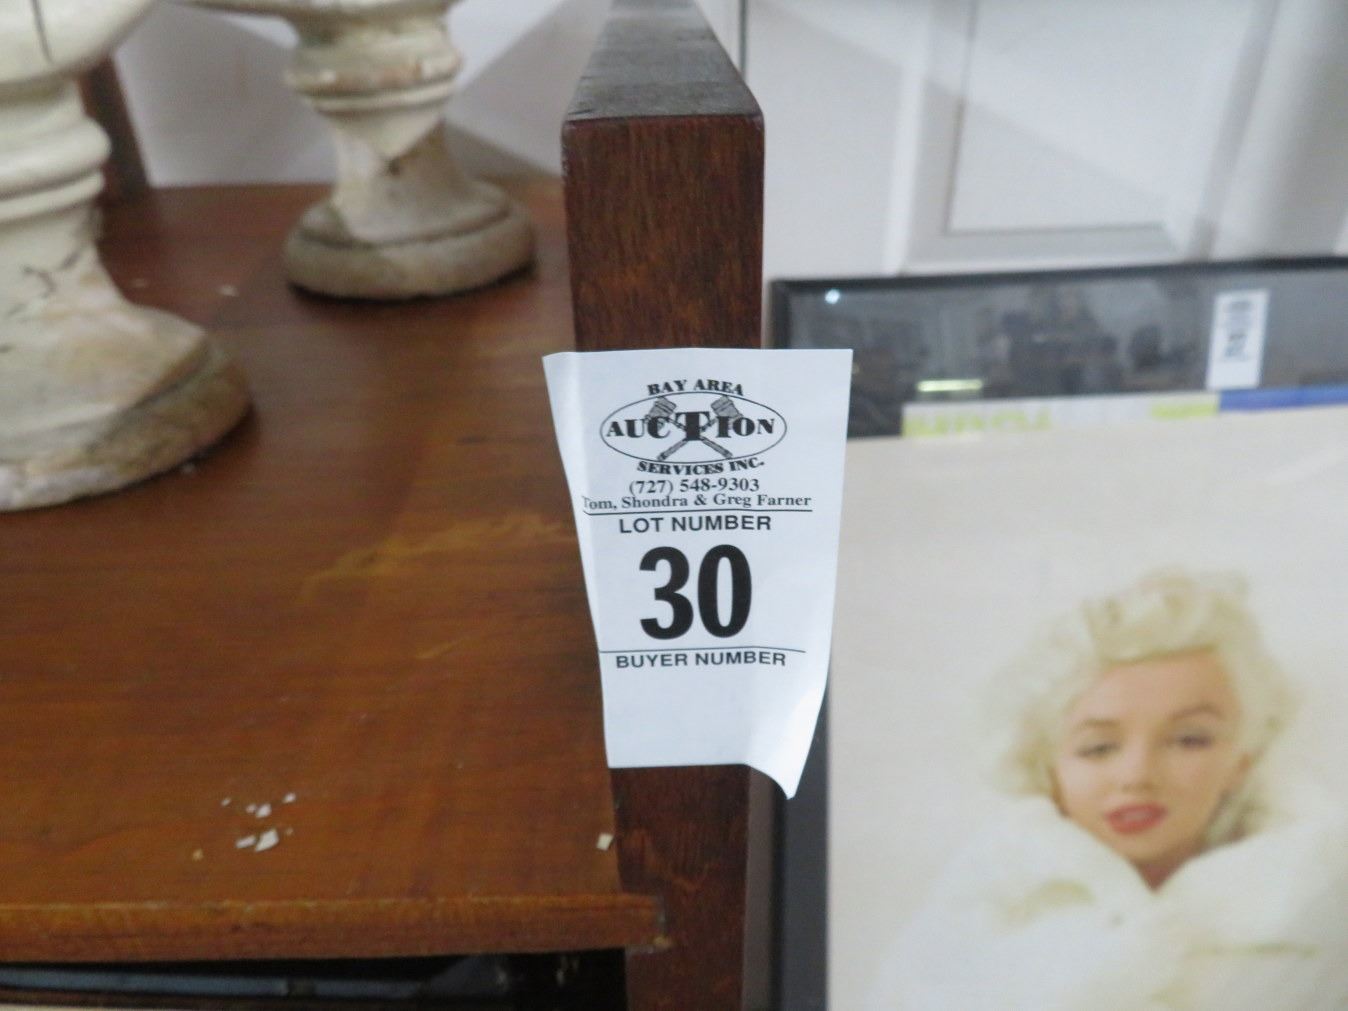 BAY AREA
AUCTION
SERVICES INC.
(727) 548-9303
Tom, Shondra & Greg Farner
LOT NUMBER
30
BUYER NUMBER